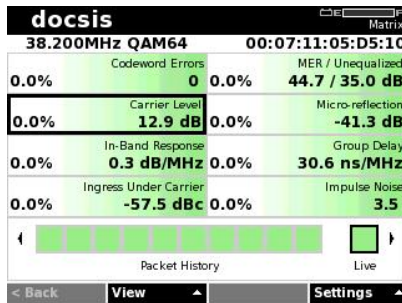 docsis
E F
Matrix
38.200MHz QAM64 00:07:11:05:D5:10
Codeword Errors MER / Unequalized
0.0% 0 0.0% 44.7 / 35.0 dB
Carrier Level Micro-reflection
0.0% 12.9 dB 0.0% -41.3 dB
In-Band Response Group Delay
0.0% 0.3 dB/MHz 0.0% 30.6 ns/MHz
Ingress Under Carrier Impulse Noise
0.0% -57.5 dBc 0.0% 3.5
Packet History Live
< Back View Settings